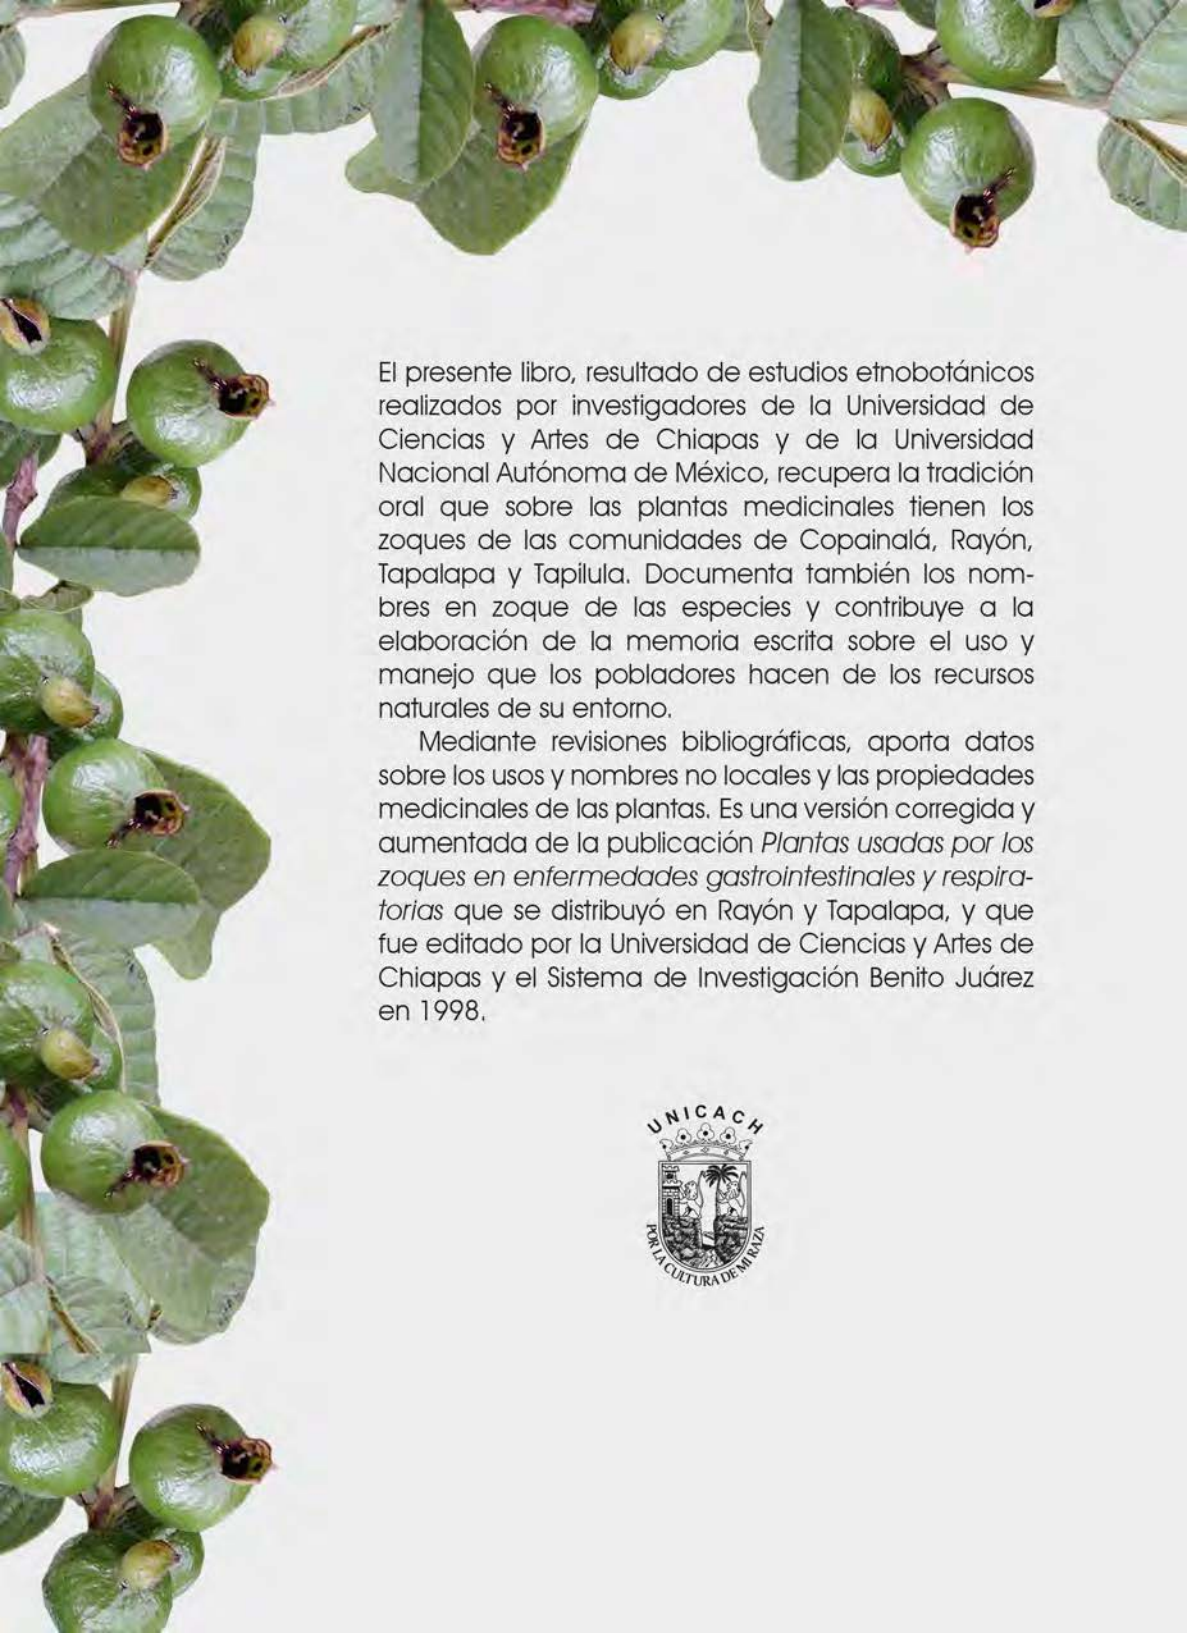 El presente libro, resultado de estudios etnobotánicos
realizados por investigadores de la Universidad de
Ciencias y Artes de Chiapas y de la Universidad
Nacional Autónoma de México, recupera la tradición
oral que sobre las plantas medicinales tienen los
zoques de las comunidades de Copainalá, Rayón,
Tapalapa y Tapilula. Documenta también los nom-
bres en zoque de las especies y contribuye a la
elaboración de la memoria escrita sobre el uso y
manejo que los pobladores hacen de los recursos
naturales de su entorno.
Mediante revisiones bibliográficas, aporta datos
sobre los usos y nombres no locales y las propiedades
medicinales de las plantas. Es una versión corregida y
aumentada de la publicación Plantas usadas por los
zoques en enfermedades gastrointestinales y respira-
torias que se distribuyó en Rayón y Tapalapa, y que
fue editado por la Universidad de Ciencias y Artes de
Chiapas y el Sistema de Investigación Benito Juárez
en 1998.
UNICACH
POR LA CULTURA DE MI RAZA